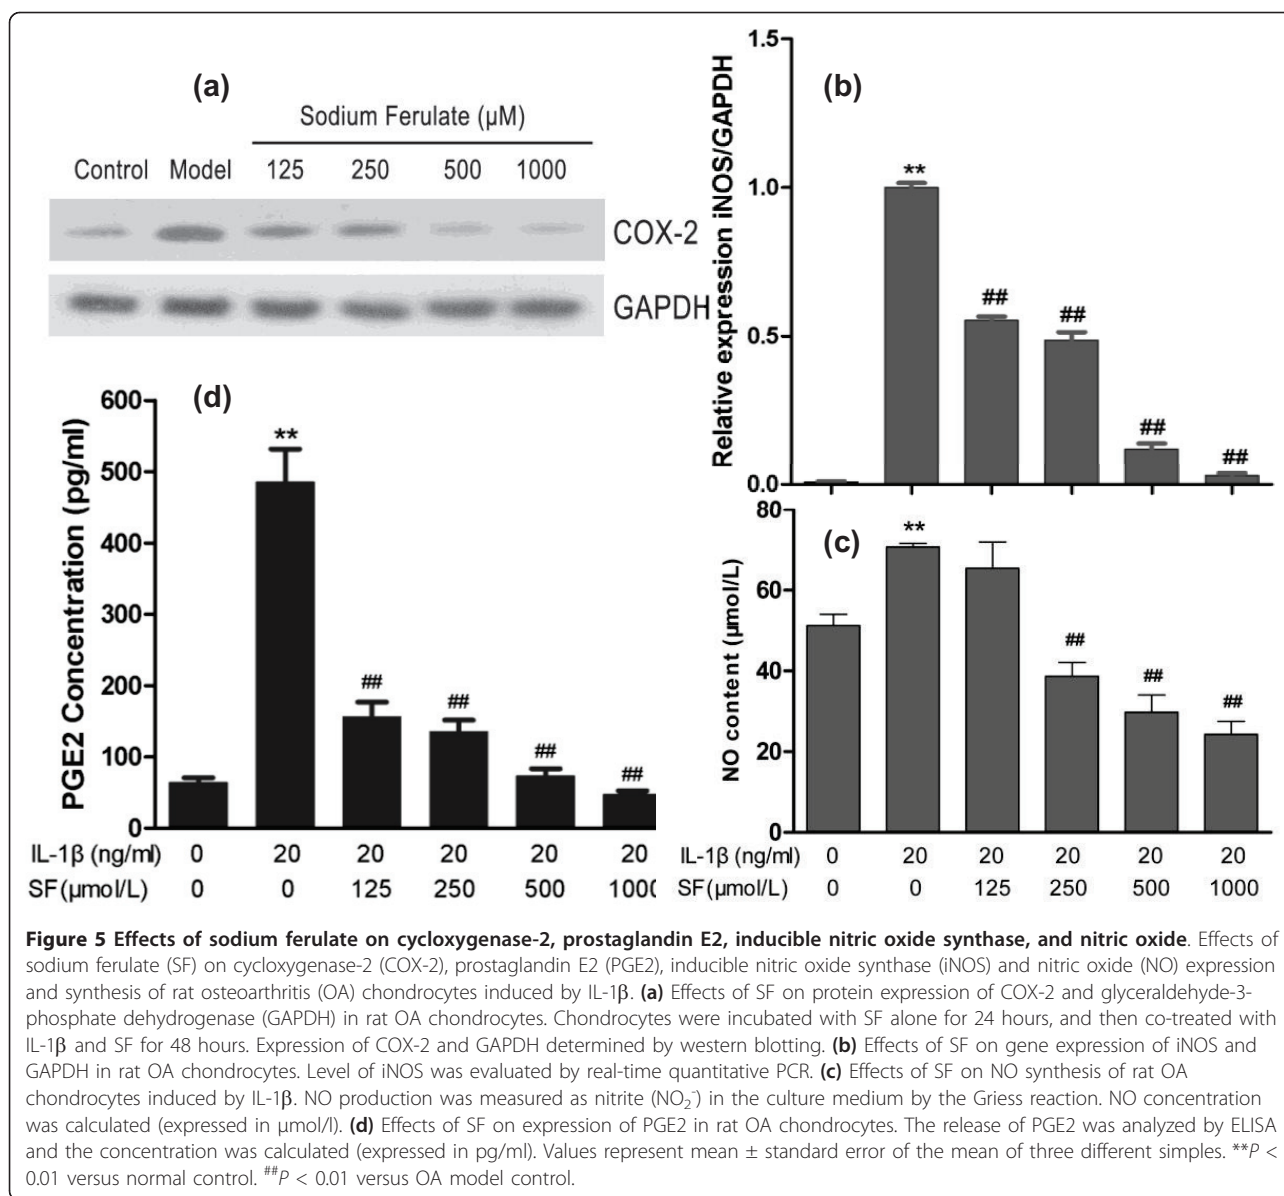 (a)
Sodium Ferulate (µM)
Control Model 125 250 500 1000
COX-2
GAPDH
(b)
Relative expression iNOS/GAPDH
1.5
1.0
0.5
0.0
**
##
##
##
##
(d)
PGE2 Concentration (pg/ml)
600
500
400
300
200
100
0
**
##
##
##
##
IL-1β (ng/ml) 0 20 20 20 20 20
SF(µmol/L) 0 0 125 250 500 1000
(c)
NO content (µmol/L)
80
60
40
20
0
**
##
##
##
IL-1β (ng/ml) 0 20 20 20 20 20
SF(µmol/L) 0 0 125 250 500 1000
Figure 5 Effects of sodium ferulate on cycloxygenase-2, prostaglandin E2, inducible nitric oxide synthase, and nitric oxide. Effects of
sodium ferulate (SF) on cycloxygenase-2 (COX-2), prostaglandin E2 (PGE2), inducible nitric oxide synthase (iNOS) and nitric oxide (NO) expression
and synthesis of rat osteoarthritis (OA) chondrocytes induced by IL-1β. (a) Effects of SF on protein expression of COX-2 and glyceraldehyde-3-
phosphate dehydrogenase (GAPDH) in rat OA chondrocytes. Chondrocytes were incubated with SF alone for 24 hours, and then co-treated with
IL-1β and SF for 48 hours. Expression of COX-2 and GAPDH determined by western blotting. (b) Effects of SF on gene expression of iNOS and
GAPDH in rat OA chondrocytes. Level of iNOS was evaluated by real-time quantitative PCR. (c) Effects of SF on NO synthesis of rat OA
chondrocytes induced by IL-1β. NO production was measured as nitrite (NO₂⁻) in the culture medium by the Griess reaction. NO concentration
was calculated (expressed in µmol/l). (d) Effects of SF on expression of PGE2 in rat OA chondrocytes. The release of PGE2 was analyzed by ELISA
and the concentration was calculated (expressed in pg/ml). Values represent mean ± standard error of the mean of three different simples. **P <
0.01 versus normal control. ##P < 0.01 versus OA model control.